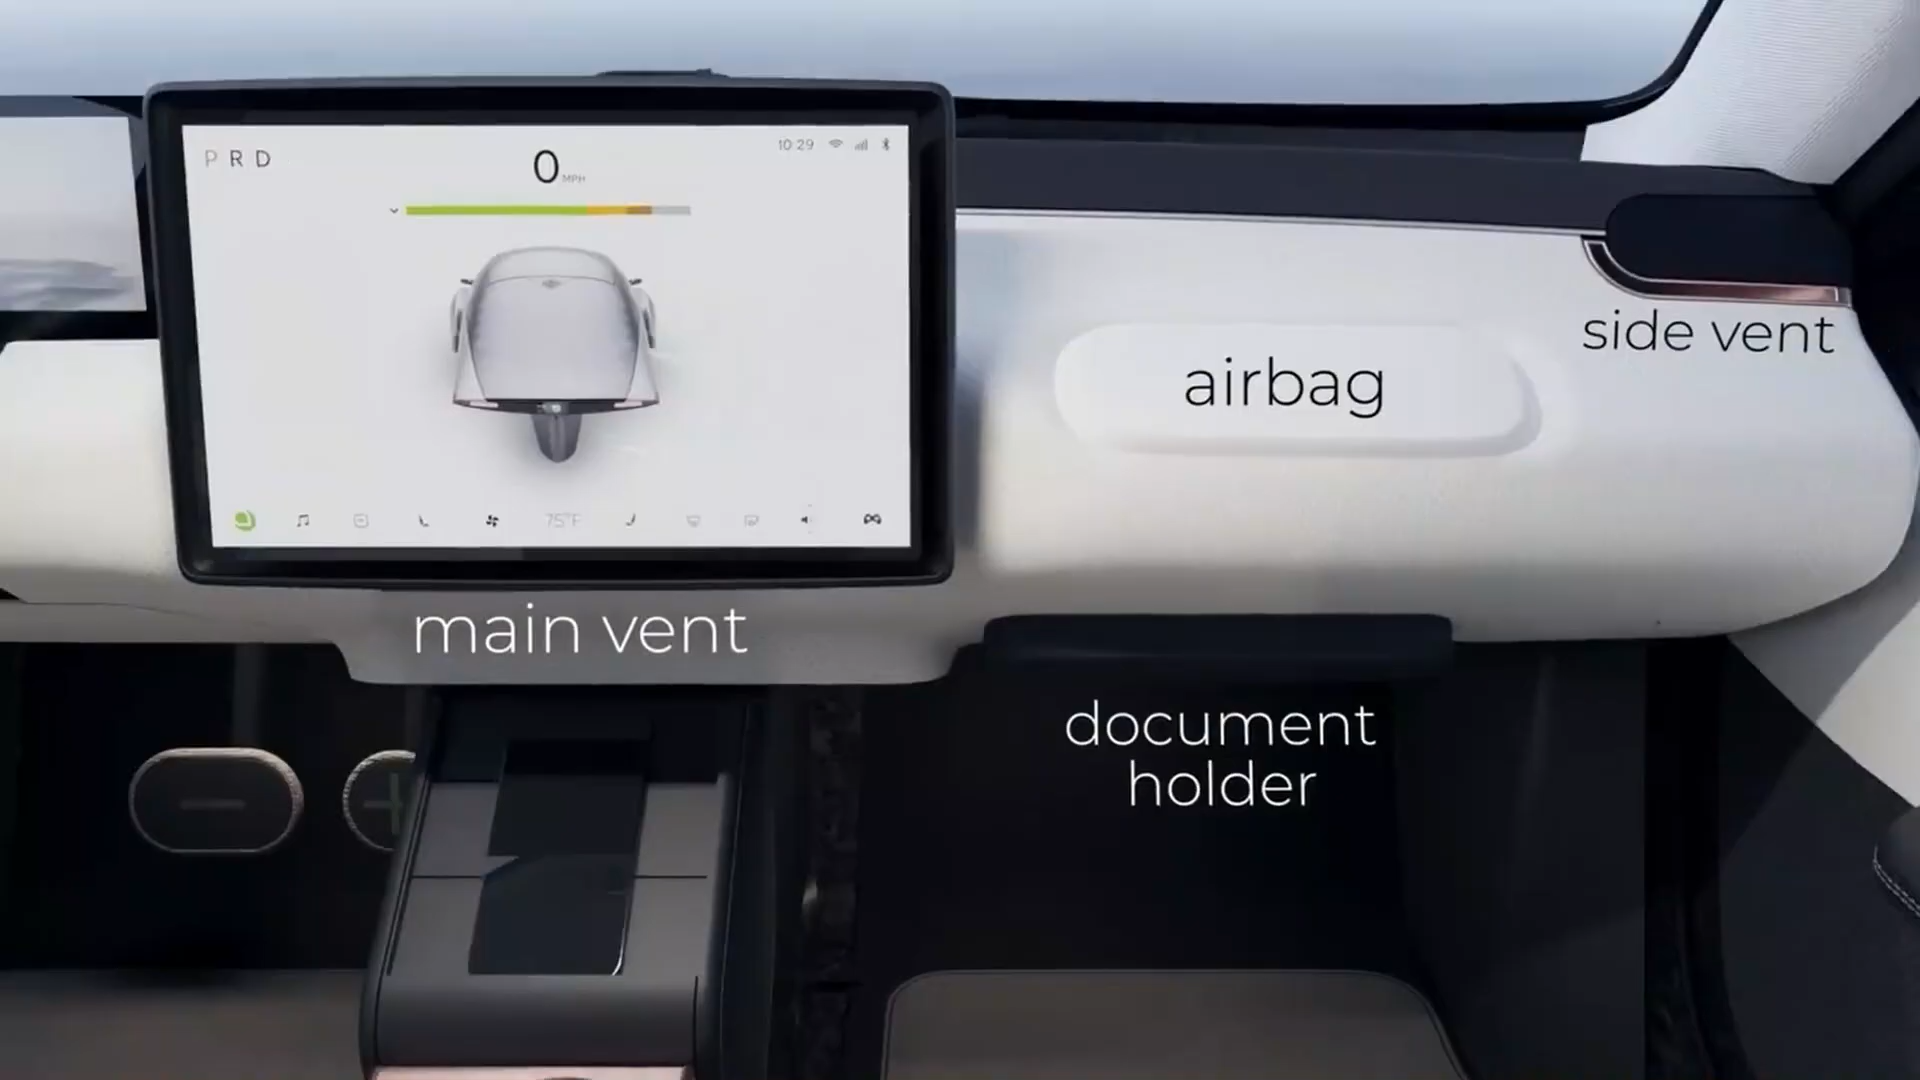 P R D
0 MPH
10:29
75°F
side vent
airbag
main vent
document
holder